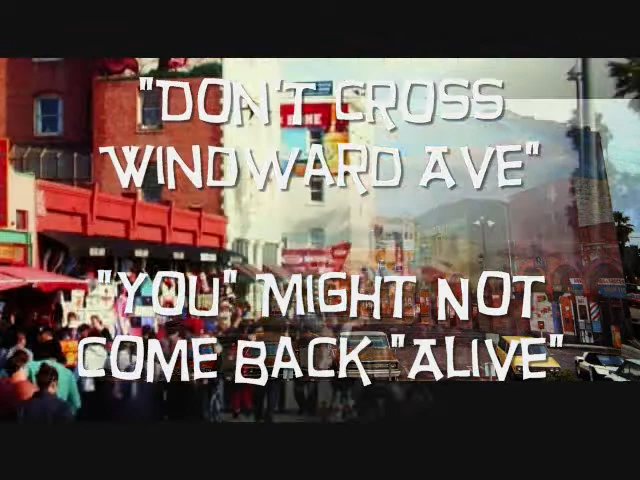 "DON'T CROSS
WINDWARD AVE"
"YOU" MIGHT NOT
COME BACK "ALIVE"